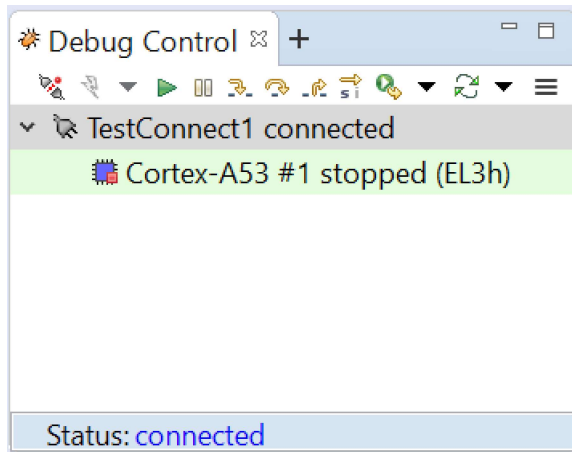 Debug Control
TestConnect1 connected
Cortex-A53 #1 stopped (EL3h)
Status: connected